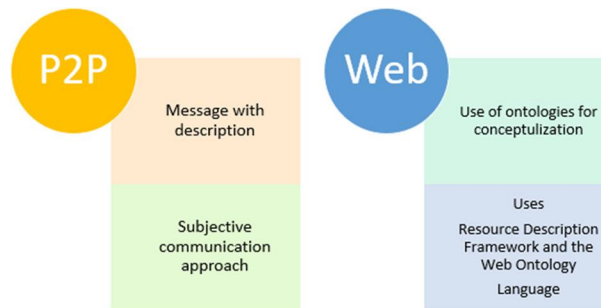 P2P
Message with
description
Subjective
communication
approach
Web
Use of ontologies for
conceptulization
Uses
Resource Description
Framework and the
Web Ontology
Language